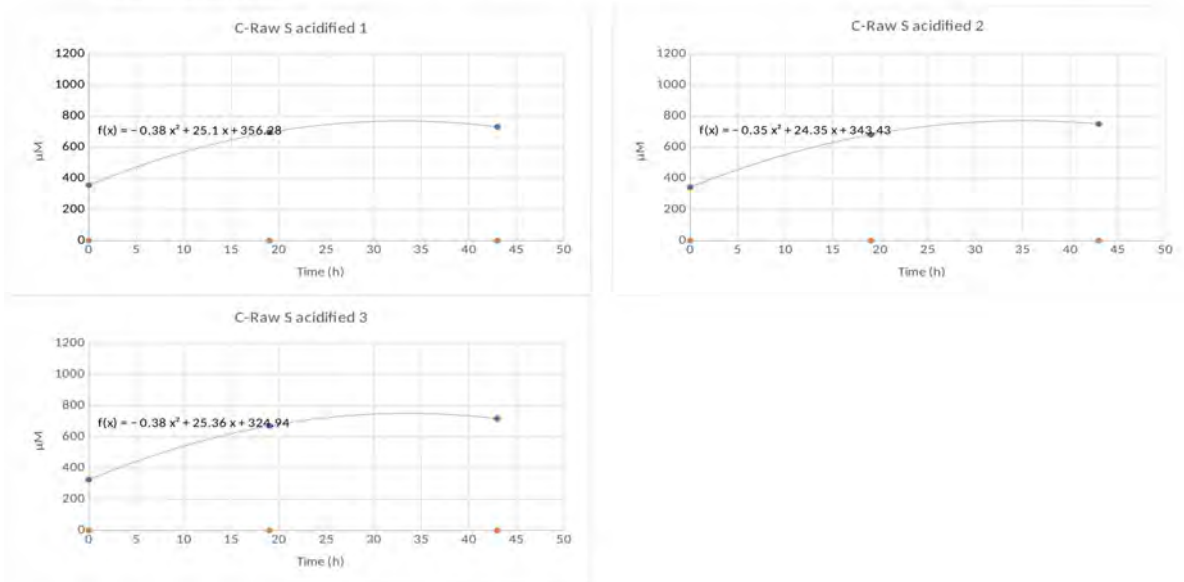 C-Raw S acidified 1
1200
1000
800
600
400
200
0
f(x) = − 0.38 x² + 25.1 x + 356.28
µM
0 5 10 15 20 25 30 35 40 45 50
Time (h)
C-Raw S acidified 2
1200
1000
800
600
400
200
0
f(x) = − 0.35 x² + 24.35 x + 343.43
µM
0 5 10 15 20 25 30 35 40 45 50
Time (h)
C-Raw S acidified 3
1200
1000
800
600
400
200
0
f(x) = − 0.38 x² + 25.36 x + 324.94
µM
0 5 10 15 20 25 30 35 40 45 50
Time (h)